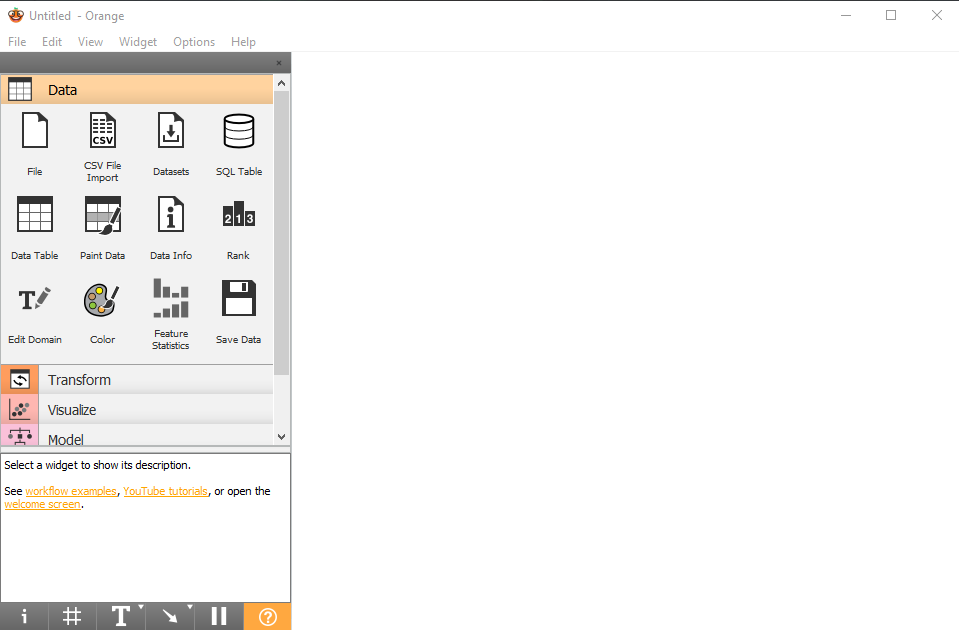 Untitled - Orange
File Edit View Widget Options Help
Data
CSV
File
CSV File
Import
Datasets
SQL Table
2 1 3
Data Table
Paint Data
Data Info
Rank
T
Edit Domain
Color
Feature
Statistics
Save Data
Transform
Visualize
Model
Select a widget to show its description.
See workflow examples, YouTube tutorials, or open the
welcome screen.
i # T ?